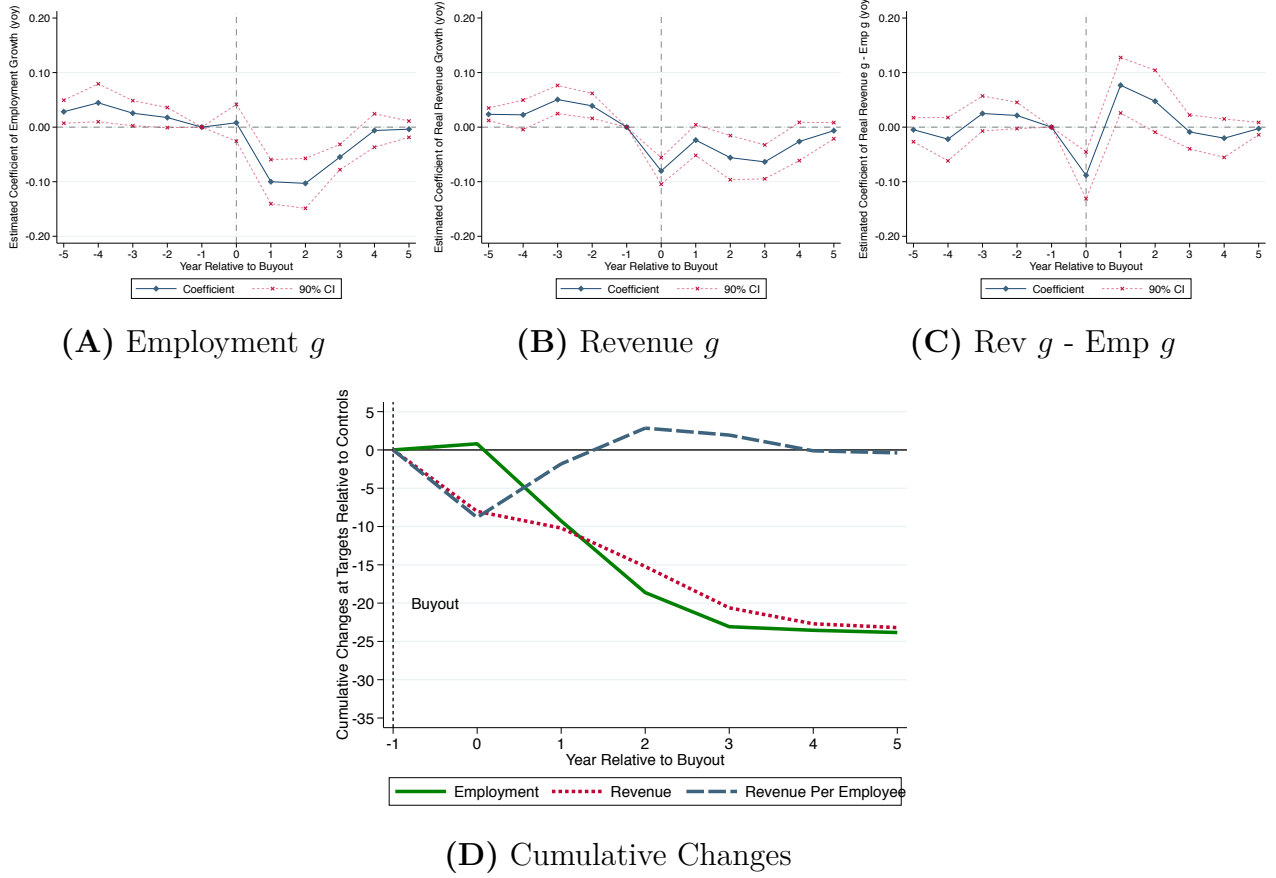 Estimated Coefficient of Employment Growth (yoy)
0.20
0.10
0.00
-0.10
-0.20
-5 -4 -3 -2 -1 0 1 2 3 4 5
Year Relative to Buyout
Coefficient 90% CI
(A) Employment g
Estimated Coefficient of Real Revenue Growth (yoy)
0.20
0.10
0.00
-0.10
-0.20
-5 -4 -3 -2 -1 0 1 2 3 4 5
Year Relative to Buyout
Coefficient 90% CI
(B) Revenue g
Estimated Coefficient of Real Revenue g - Emp g (yoy)
0.20
0.10
0.00
-0.10
-0.20
-5 -4 -3 -2 -1 0 1 2 3 4 5
Year Relative to Buyout
Coefficient 90% CI
(C) Rev g - Emp g
Cumulative Changes at Targets Relative to Controls
5
0
-5
-10
-15
-20
-25
-30
-35
Buyout
-1 0 1 2 3 4 5
Year Relative to Buyout
Employment Revenue Revenue Per Employee
(D) Cumulative Changes